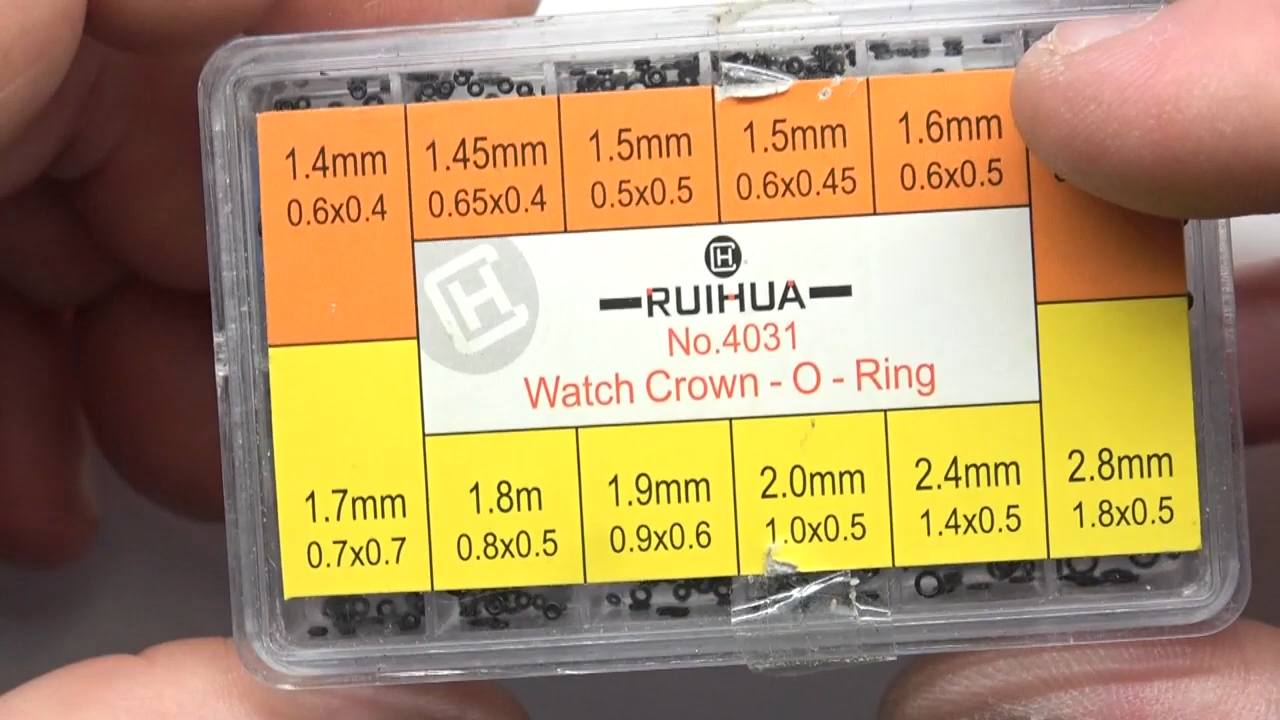 1.4mm
0.6x0.4
1.45mm
0.65x0.4
1.5mm
0.5x0.5
1.5mm
0.6x0.45
1.6mm
0.6x0.5
RUIHUA
No.4031
Watch Crown - O - Ring
1.7mm
0.7x0.7
1.8m
0.8x0.5
1.9mm
0.9x0.6
2.0mm
1.0x0.5
2.4mm
1.4x0.5
2.8mm
1.8x0.5